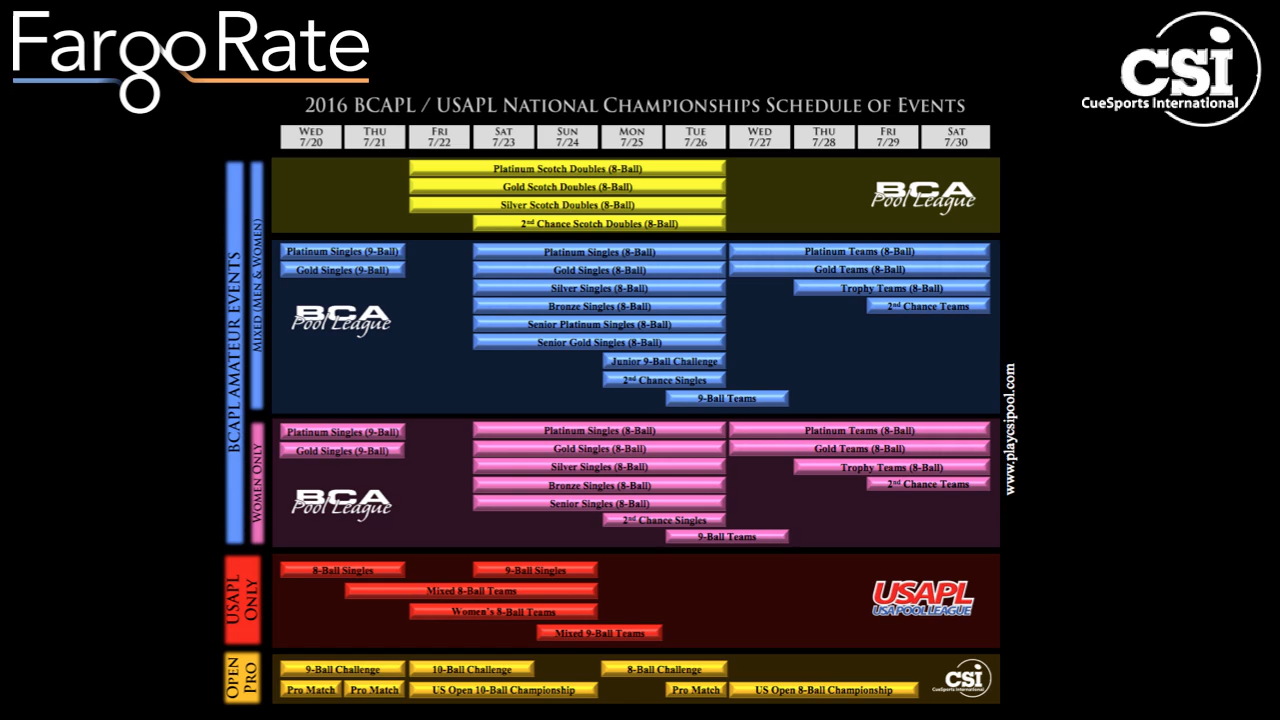 FargoRate
CSi
CueSports International
2016 BCAPL / USAPL National Championships Schedule of Events
Wed 7/20 Thu 7/21 Fri 7/22 Sat 7/23 Sun 7/24 Mon 7/25 Tue 7/26 Wed 7/27 Thu 7/28 Fri 7/29 Sat 7/30
BCAPL Amateur Events
Mixed (Men & Women)
Platinum Scotch Doubles (8-Ball)
Gold Scotch Doubles (8-Ball)
Silver Scotch Doubles (8-Ball)
2nd Chance Scotch Doubles (8-Ball)
BCA
Pool League
Platinum Singles (9-Ball) Platinum Singles (8-Ball) Platinum Teams (8-Ball)
Gold Singles (9-Ball) Gold Singles (8-Ball) Gold Teams (8-Ball)
Silver Singles (8-Ball) Trophy Teams (8-Ball)
Bronze Singles (8-Ball) 2nd Chance Teams
BCA
Pool League
Senior Platinum Singles (8-Ball)
Senior Gold Singles (8-Ball)
Junior 9-Ball Challenge
2nd Chance Singles
9-Ball Teams
Women Only
Platinum Singles (9-Ball) Platinum Singles (8-Ball) Platinum Teams (8-Ball)
Gold Singles (9-Ball) Gold Singles (8-Ball) Gold Teams (8-Ball)
Silver Singles (8-Ball) Trophy Teams (8-Ball)
Bronze Singles (8-Ball) 2nd Chance Teams
BCA
Pool League
Senior Singles (8-Ball)
2nd Chance Singles
9-Ball Teams
www.playcsipool.com
USAPL
Only
8-Ball Singles 9-Ball Singles
Mixed 8-Ball Teams
Women's 8-Ball Teams
Mixed 9-Ball Teams
USAPL
USA POOL LEAGUE
Open
Pro
9-Ball Challenge 10-Ball Challenge 8-Ball Challenge
Pro Match Pro Match US Open 10-Ball Championship Pro Match US Open 8-Ball Championship
CSi
CueSports International